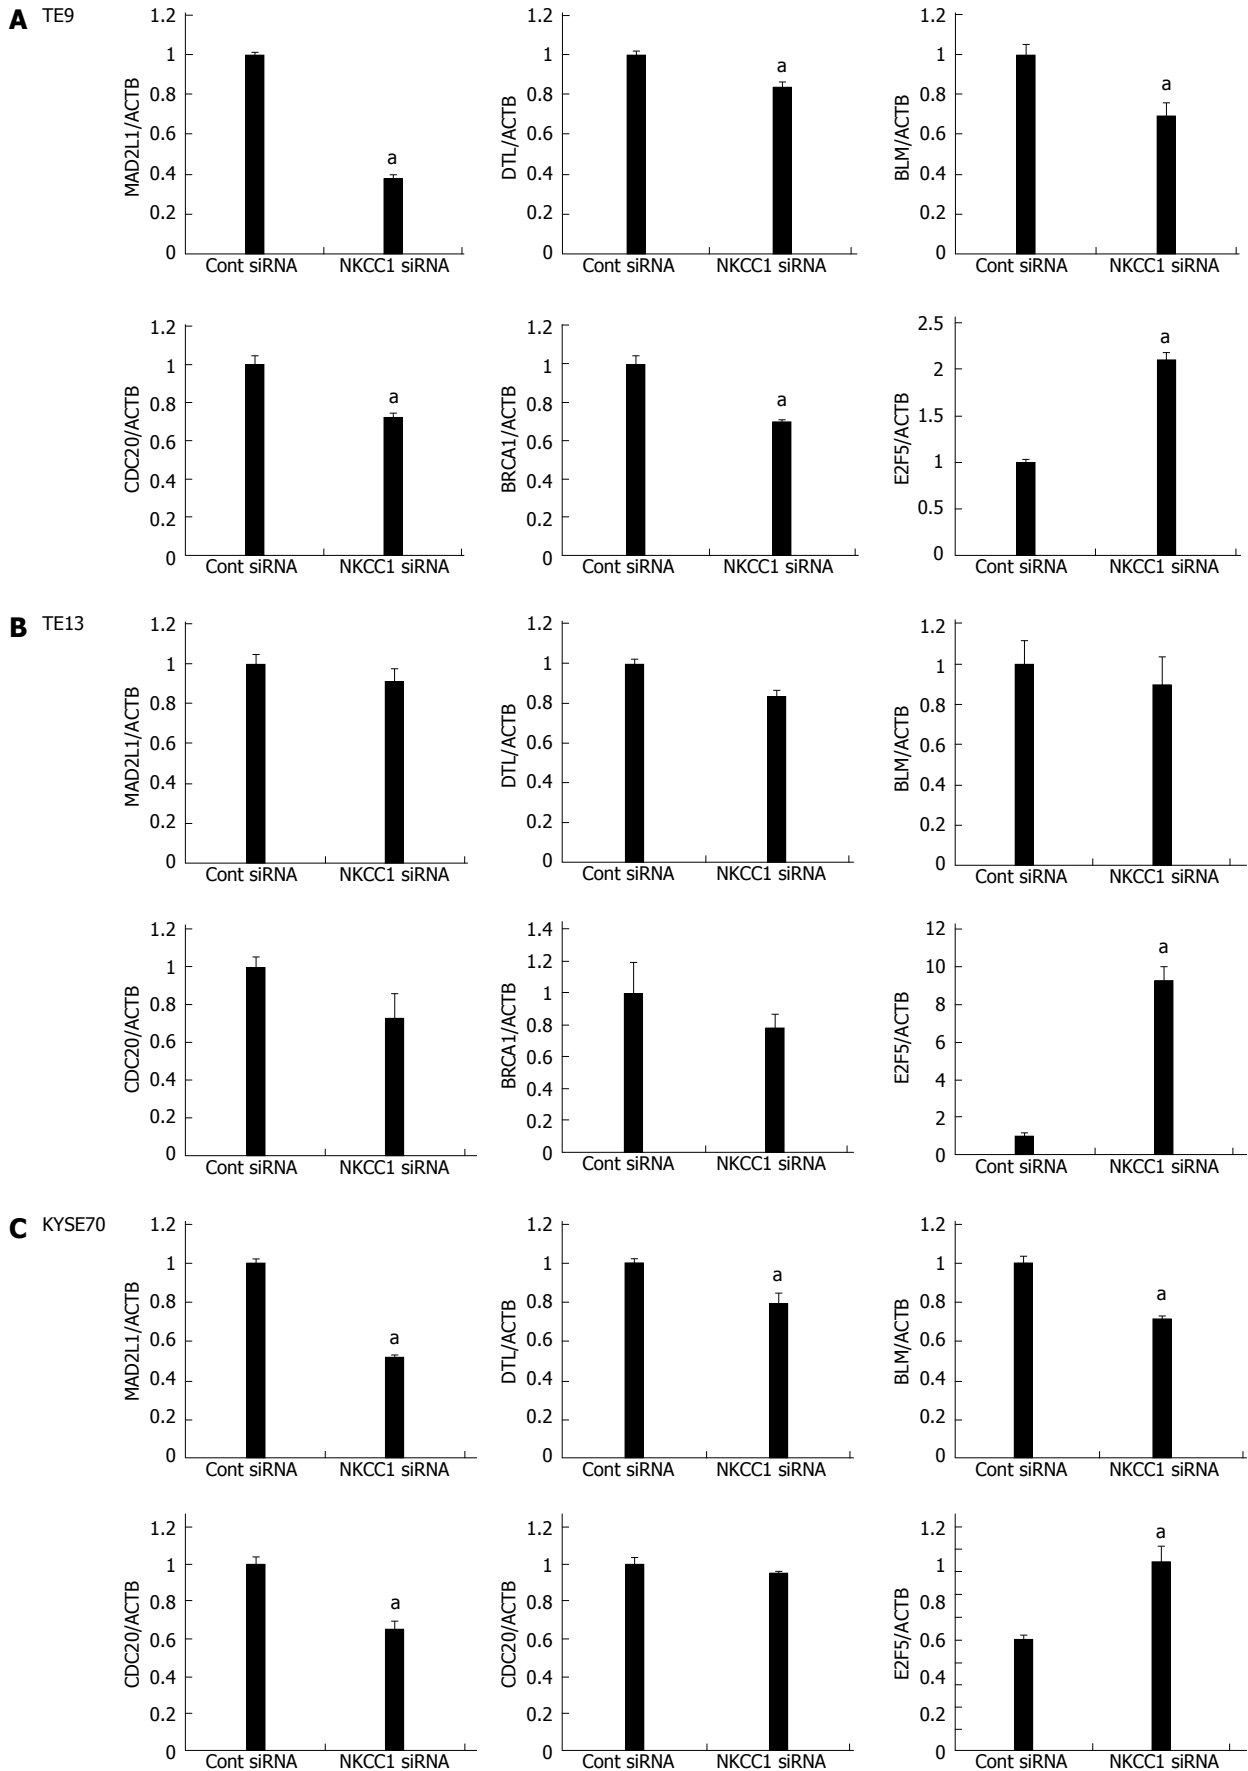 A TE9
MAD2L1/ACTB
1.2
1
0.8
0.6
0.4
0.2
0
a
Cont siRNA NKCC1 siRNA
DTL/ACTB
1.2
1
0.8
0.6
0.4
0.2
0
a
Cont siRNA NKCC1 siRNA
BLM/ACTB
1.2
1
0.8
0.6
0.4
0.2
0
a
Cont siRNA NKCC1 siRNA
CDC20/ACTB
1.2
1
0.8
0.6
0.4
0.2
0
a
Cont siRNA NKCC1 siRNA
BRCA1/ACTB
1.2
1
0.8
0.6
0.4
0.2
0
a
Cont siRNA NKCC1 siRNA
E2F5/ACTB
2.5
2
1.5
1
0.5
0
a
Cont siRNA NKCC1 siRNA
B TE13
MAD2L1/ACTB
1.2
1
0.8
0.6
0.4
0.2
0
Cont siRNA NKCC1 siRNA
DTL/ACTB
1.2
1
0.8
0.6
0.4
0.2
0
Cont siRNA NKCC1 siRNA
BLM/ACTB
1.2
1
0.8
0.6
0.4
0.2
0
Cont siRNA NKCC1 siRNA
CDC20/ACTB
1.2
1
0.8
0.6
0.4
0.2
0
Cont siRNA NKCC1 siRNA
BRCA1/ACTB
1.4
1.2
1
0.8
0.6
0.4
0.2
0
Cont siRNA NKCC1 siRNA
E2F5/ACTB
12
10
8
6
4
2
0
a
Cont siRNA NKCC1 siRNA
C KYSE70
MAD2L1/ACTB
1.2
1
0.8
0.6
0.4
0.2
0
a
Cont siRNA NKCC1 siRNA
DTL/ACTB
1.2
1
0.8
0.6
0.4
0.2
0
a
Cont siRNA NKCC1 siRNA
BLM/ACTB
1.2
1
0.8
0.6
0.4
0.2
0
a
Cont siRNA NKCC1 siRNA
CDC20/ACTB
1.2
1
0.8
0.6
0.4
0.2
0
a
Cont siRNA NKCC1 siRNA
CDC20/ACTB
1.2
1
0.8
0.6
0.4
0.2
0
Cont siRNA NKCC1 siRNA
E2F5/ACTB
1.2
1
0.8
0.6
0.4
0.2
0
a
Cont siRNA NKCC1 siRNA